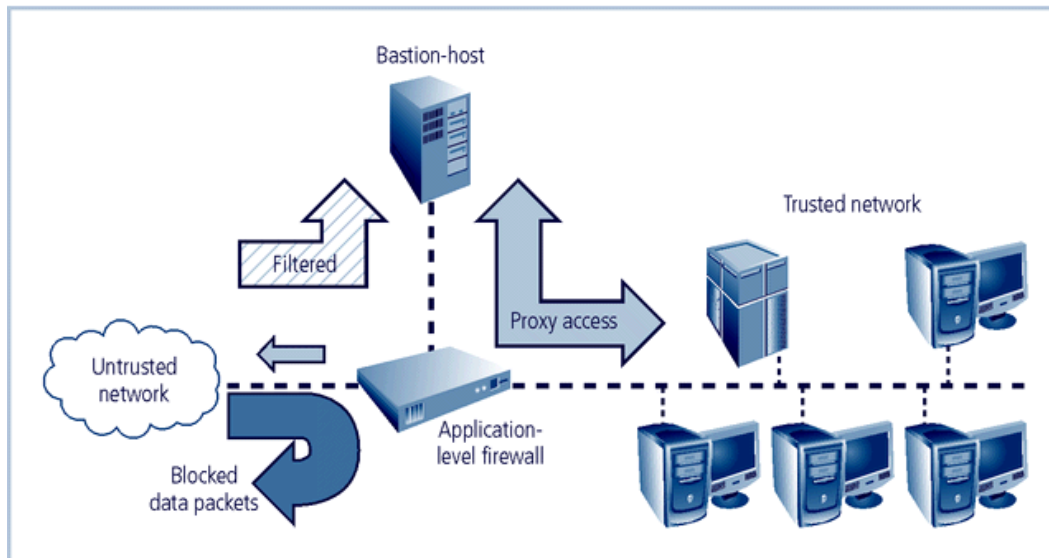 Bastion-host
Trusted network
Filtered
Proxy access
Untrusted
network
Application-
level firewall
Blocked
data packets